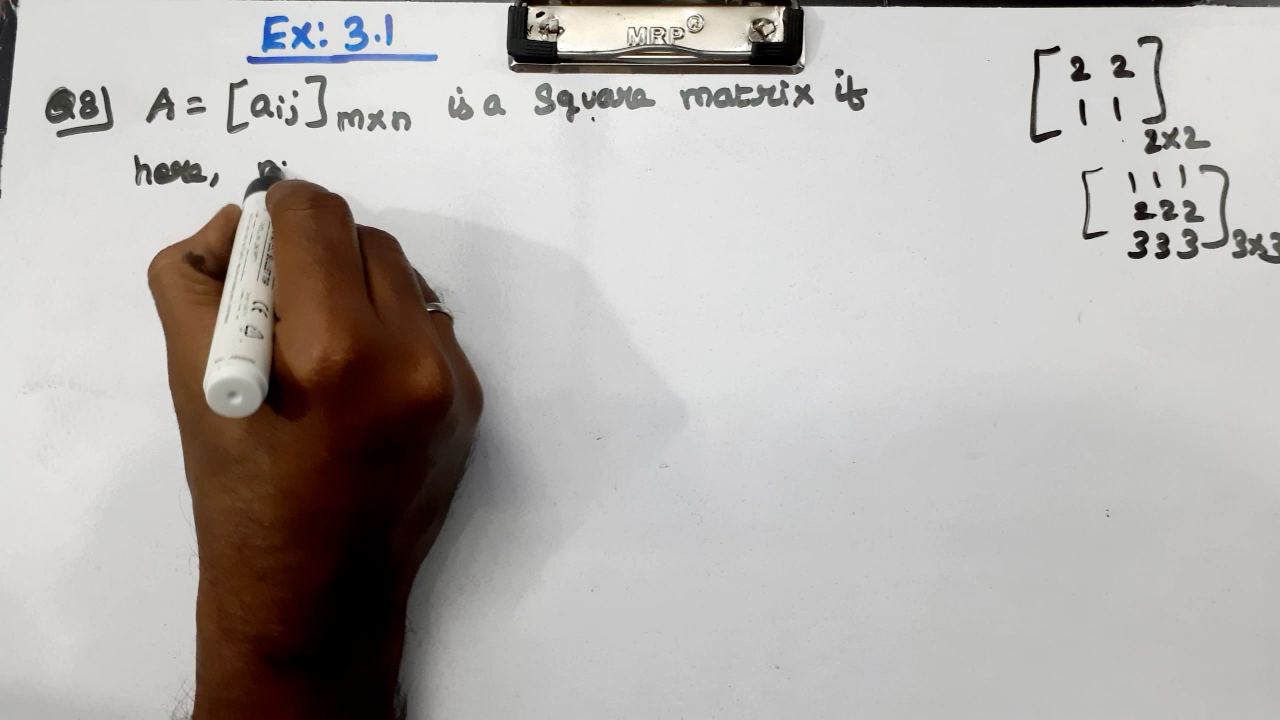 Ex: 3.1
MRP®
Q8] A = [aij]m×n is a square matrix if
here,
[2 2
1 1]2×2
[1 1 1
2 2 2
3 3 3]3×3